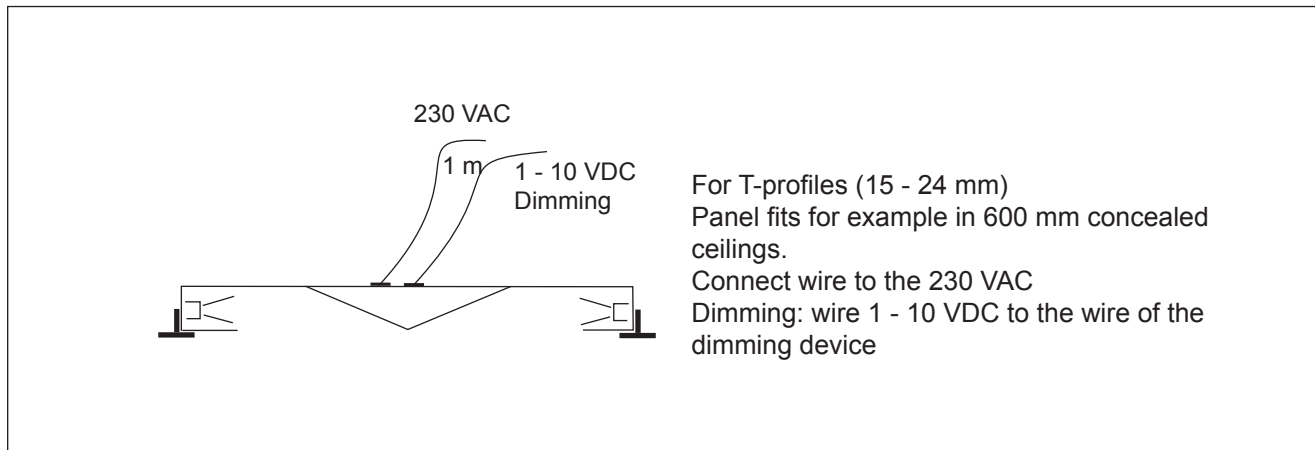 230 VAC
1 m
1 - 10 VDC
Dimming
For T-profiles (15 - 24 mm)
Panel fits for example in 600 mm concealed
ceilings.
Connect wire to the 230 VAC
Dimming: wire 1 - 10 VDC to the wire of the
dimming device